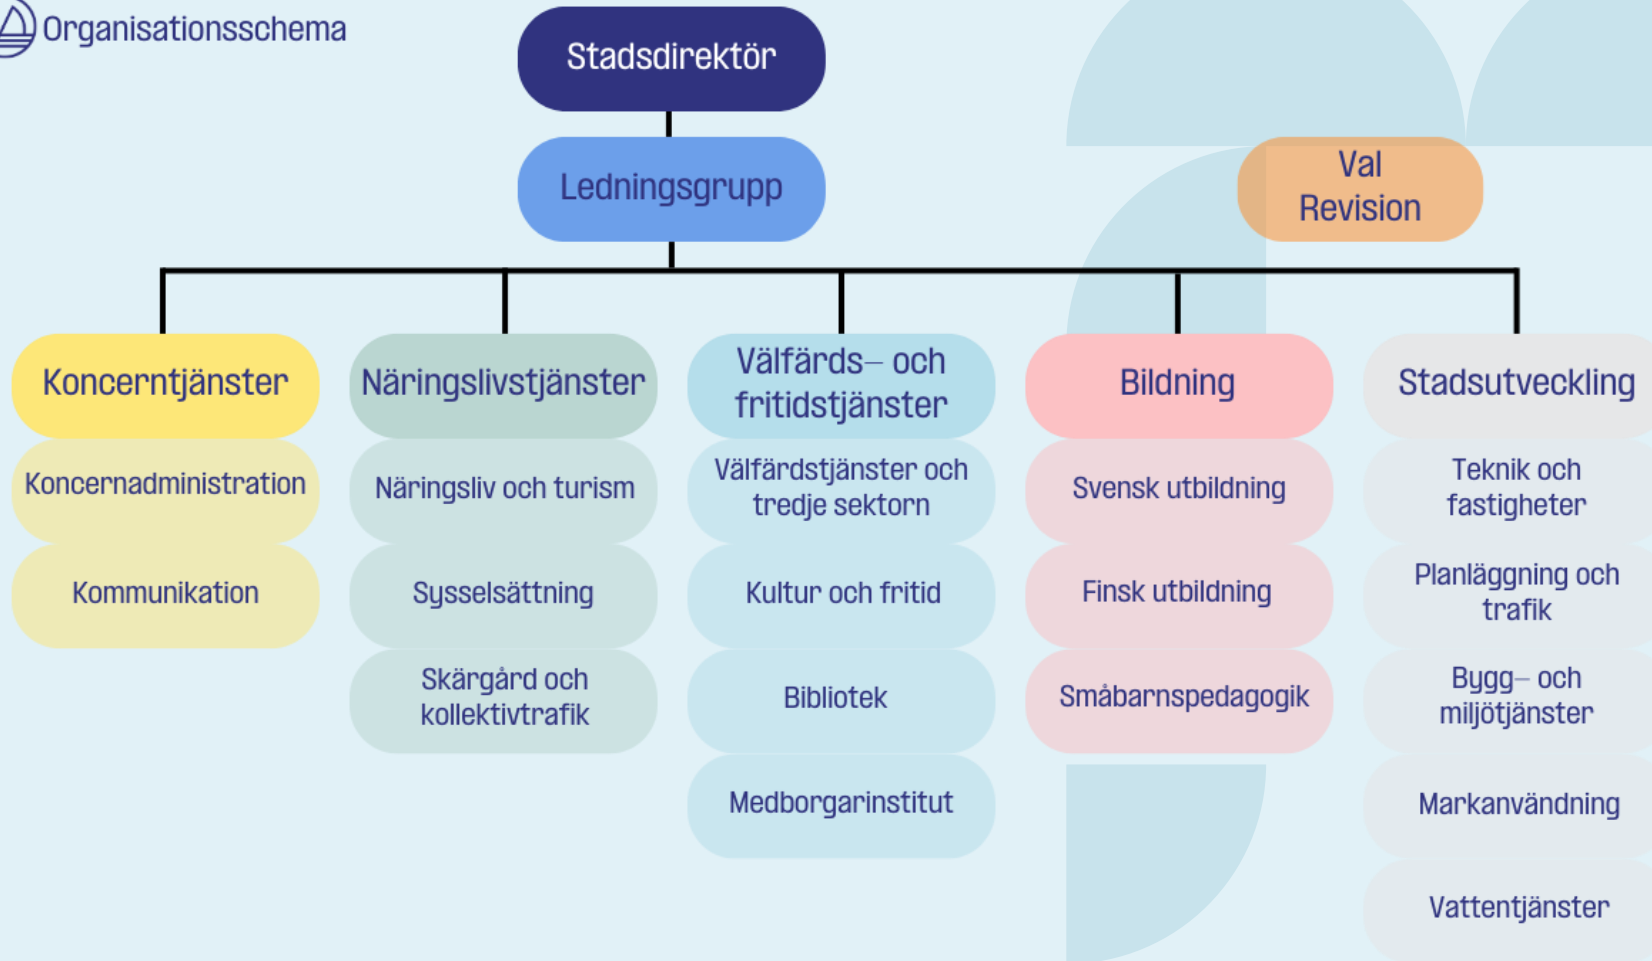 Organisationsschema
Stadsdirektör
Ledningsgrupp
Val
Revision
Koncerntjänster
Koncernadministration
Kommunikation
Näringslivstjänster
Näringsliv och turism
Sysselsättning
Skärgård och
kollektivtrafik
Välfärds– och
fritidstjänster
Välfärdstjänster och
tredje sektorn
Kultur och fritid
Bibliotek
Medborgarinstitut
Bildning
Svensk utbildning
Finsk utbildning
Småbarnspedagogik
Stadsutveckling
Teknik och
fastigheter
Planläggning och
trafik
Bygg– och
miljötjänster
Markanvändning
Vattentjänster